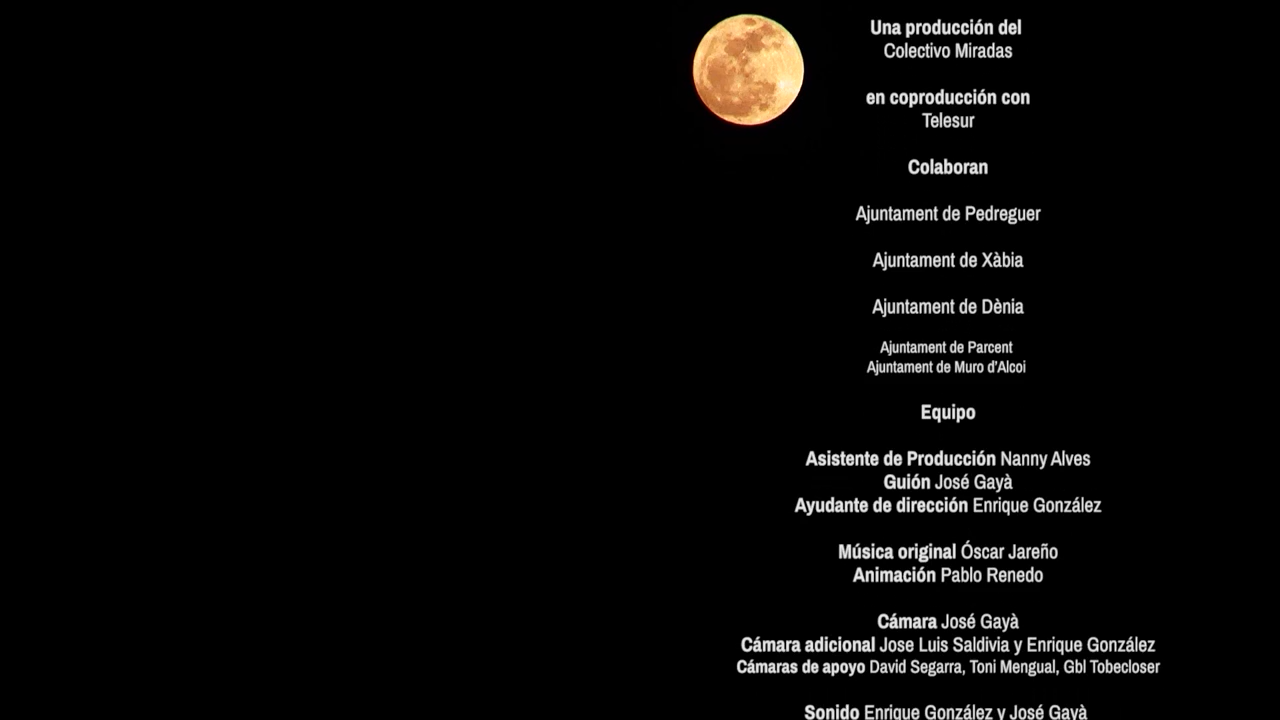 Una producción del
Colectivo Miradas
en coproducción con
Telesur
Colaboran
Ajuntament de Pedreguer
Ajuntament de Xàbia
Ajuntament de Dènia
Ajuntament de Parcent
Ajuntament de Muro d'Alcoi
Equipo
Asistente de Producción Nanny Alves
Guión José Gayà
Ayudante de dirección Enrique González
Música original Óscar Jareño
Animación Pablo Renedo
Cámara José Gayà
Cámara adicional Jose Luis Saldivia y Enrique González
Cámaras de apoyo David Segarra, Toni Mengual, Gbl Tobecloser
Sonido Enrique González y José Gayà